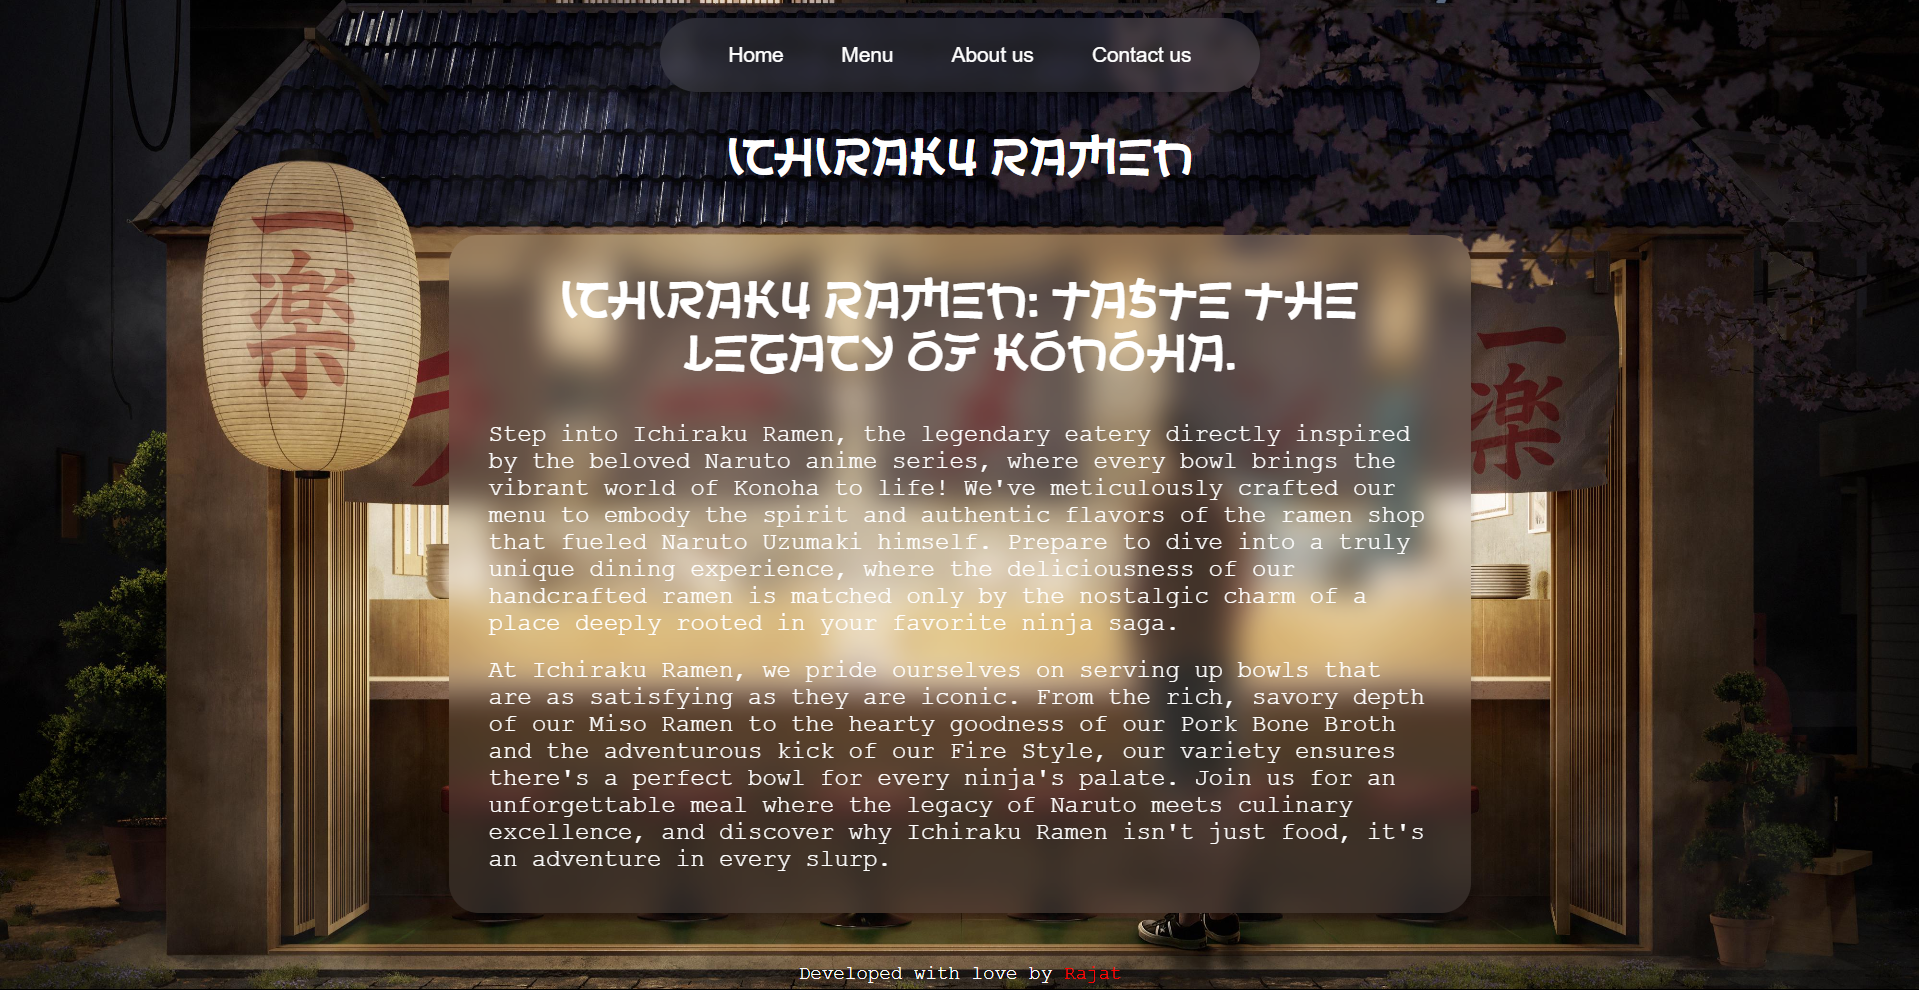 Home Menu About us Contact us
ICHIRAKU RAMEN
一楽
ICHIRAKU RAMEN: TASTE THE
LEGACY OF KONOHA.
一楽
Step into Ichiraku Ramen, the legendary eatery directly inspired
by the beloved Naruto anime series, where every bowl brings the
vibrant world of Konoha to life! We've meticulously crafted our
menu to embody the spirit and authentic flavors of the ramen shop
that fueled Naruto Uzumaki himself. Prepare to dive into a truly
unique dining experience, where the deliciousness of our
handcrafted ramen is matched only by the nostalgic charm of a
place deeply rooted in your favorite ninja saga.
At Ichiraku Ramen, we pride ourselves on serving up bowls that
are as satisfying as they are iconic. From the rich, savory depth
of our Miso Ramen to the hearty goodness of our Pork Bone Broth
and the adventurous kick of our Fire Style, our variety ensures
there's a perfect bowl for every ninja's palate. Join us for an
unforgettable meal where the legacy of Naruto meets culinary
excellence, and discover why Ichiraku Ramen isn't just food, it's
an adventure in every slurp.
Developed with love by Rajat